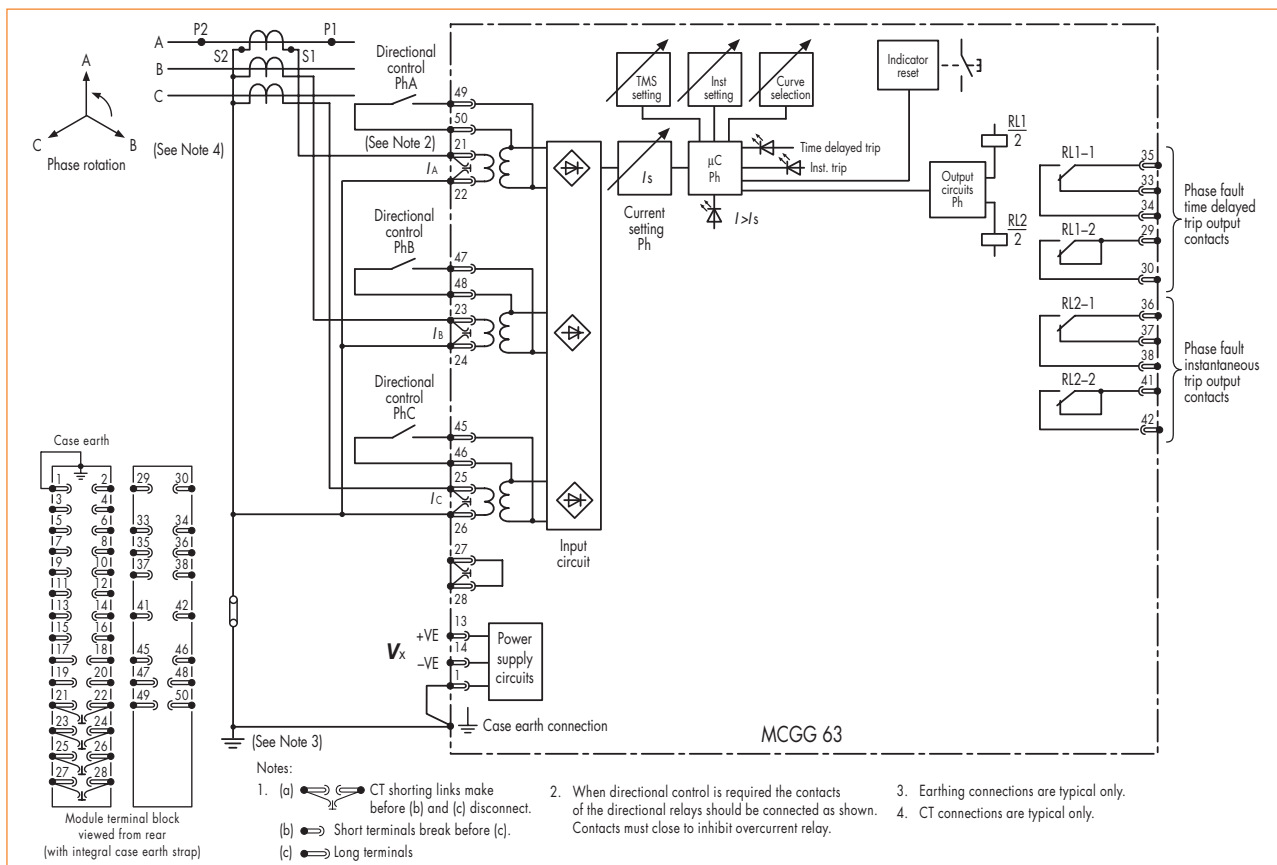 P2
P1
A
S2
S1
B
C
A
C
B
Phase rotation
(See Note 4)
Directional
control
PhA
49
50
(See Note 2)
21
IA
22
Directional
control
PhB
47
48
23
IB
24
Directional
control
PhC
45
46
25
IC
26
27
28
Input
circuit
TMS
setting
Inst
setting
Curve
selection
Indicator
reset
Is
Current
setting
Ph
µC
Ph
Time delayed trip
Inst. trip
I>Is
Output
circuits
Ph
RL1
2
RL2
2
RL1–1
35
33
34
RL1–2
29
30
Phase fault
time delayed
trip output
contacts
RL2–1
36
37
38
RL2–2
41
42
Phase fault
instantaneous
trip output
contacts
Vx
+VE
13
14
–VE
1
Power
supply
circuits
Case earth connection
MCGG 63
(See Note 3)
Case earth
1 2 29 30
3 4
5 6 33 34
7 8 35 36
9 10 37 38
11 12
13 14 41 42
15 16
17 18 45 46
19 20 47 48
21 22 49 50
23 24
25 26
27 28
Module terminal block
viewed from rear
(with integral case earth strap)
Notes:
1. (a) CT shorting links make
before (b) and (c) disconnect.
(b) Short terminals break before (c).
(c) Long terminals
2. When directional control is required the contacts
of the directional relays should be connected as shown.
Contacts must close to inhibit overcurrent relay.
3. Earthing connections are typical only.
4. CT connections are typical only.